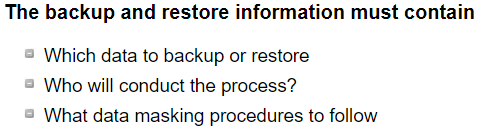 The backup and restore information must contain
Which data to backup or restore
Who will conduct the process?
What data masking procedures to follow